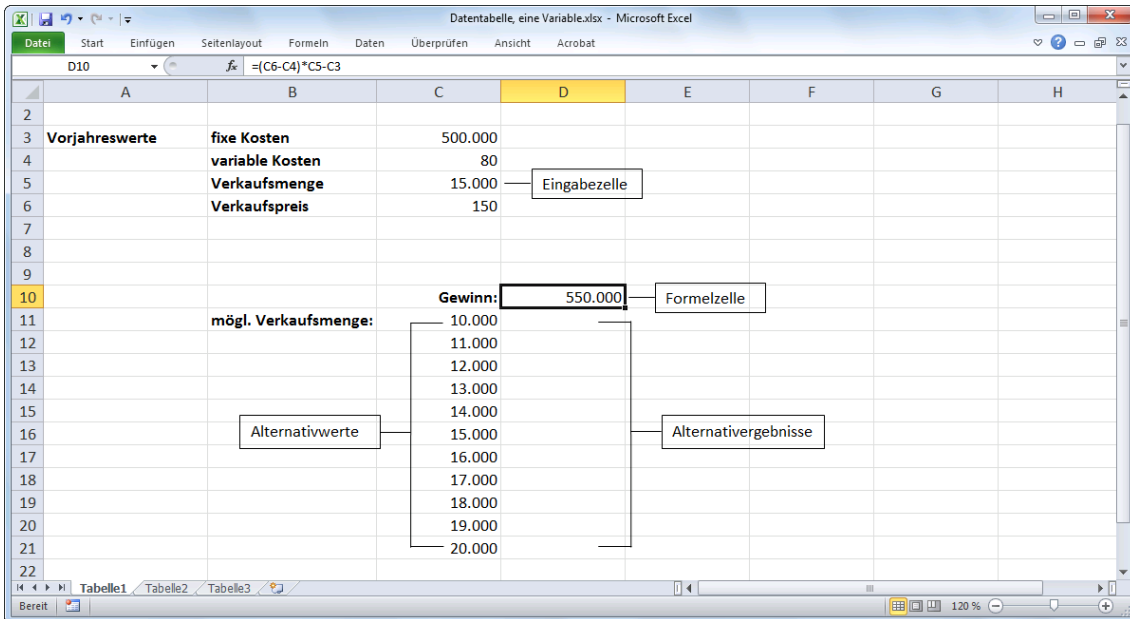 Datentabelle, eine Variable.xlsx - Microsoft Excel
Datei Start Einfügen Seitenlayout Formeln Daten Überprüfen Ansicht Acrobat
D10 fx =(C6-C4)*C5-C3
A B C D E F G H
2
3 Vorjahreswerte fixe Kosten 500.000
4 variable Kosten 80
5 Verkaufsmenge 15.000 Eingabezelle
6 Verkaufspreis 150
7
8
9
10 Gewinn: 550.000 Formelzelle
11 mögl. Verkaufsmenge: 10.000
12 11.000
13 12.000
14 13.000
15 14.000
16 Alternativwerte 15.000 Alternativergebnisse
17 16.000
18 17.000
19 18.000
20 19.000
21 20.000
22
Tabelle1 Tabelle2 Tabelle3
Bereit 120 %